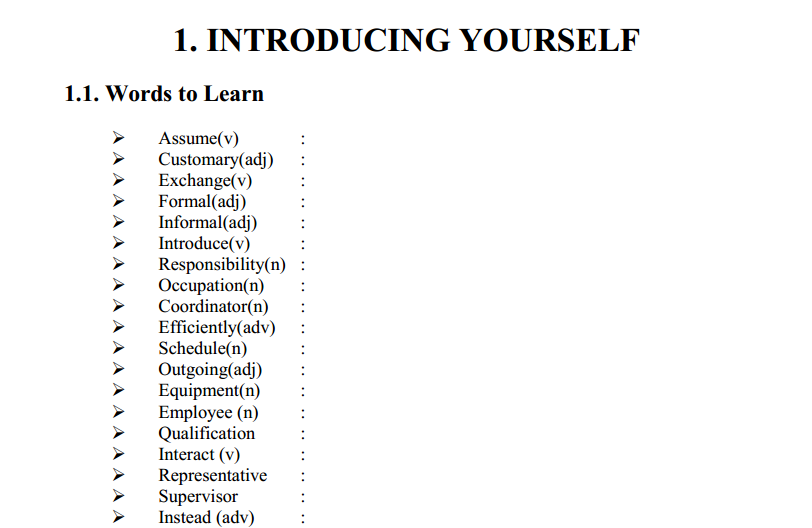 1. INTRODUCING YOURSELF
1.1. Words to Learn
➢ Assume(v) :
➢ Customary(adj) :
➢ Exchange(v) :
➢ Formal(adj) :
➢ Informal(adj) :
➢ Introduce(v) :
➢ Responsibility(n) :
➢ Occupation(n) :
➢ Coordinator(n) :
➢ Efficiently(adv) :
➢ Schedule(n) :
➢ Outgoing(adj) :
➢ Equipment(n) :
➢ Employee (n) :
➢ Qualification :
➢ Interact (v) :
➢ Representative :
➢ Supervisor :
➢ Instead (adv) :